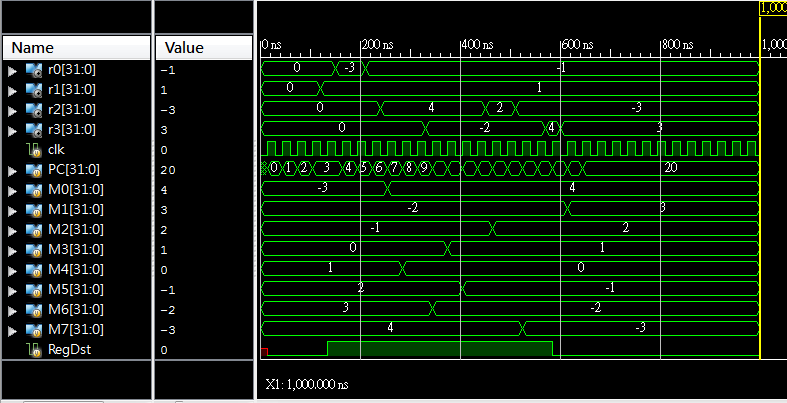 1,000
Name Value 0 ns 200 ns 400 ns 600 ns 800 ns 1,00
r0[31:0] -1 0 -3 -1
r1[31:0] 1 0 1
r2[31:0] -3 0 4 2 -3
r3[31:0] 3 0 -2 4 3
clk 0
PC[31:0] 20 0 1 2 3 4 5 6 7 8 9 20
M0[31:0] 4 -3 4
M1[31:0] 3 -2 3
M2[31:0] 2 -1 2
M3[31:0] 1 0 1
M4[31:0] 0 1 0
M5[31:0] -1 2 -1
M6[31:0] -2 3 -2
M7[31:0] -3 4 -3
RegDst 0
X1: 1,000.000 ns